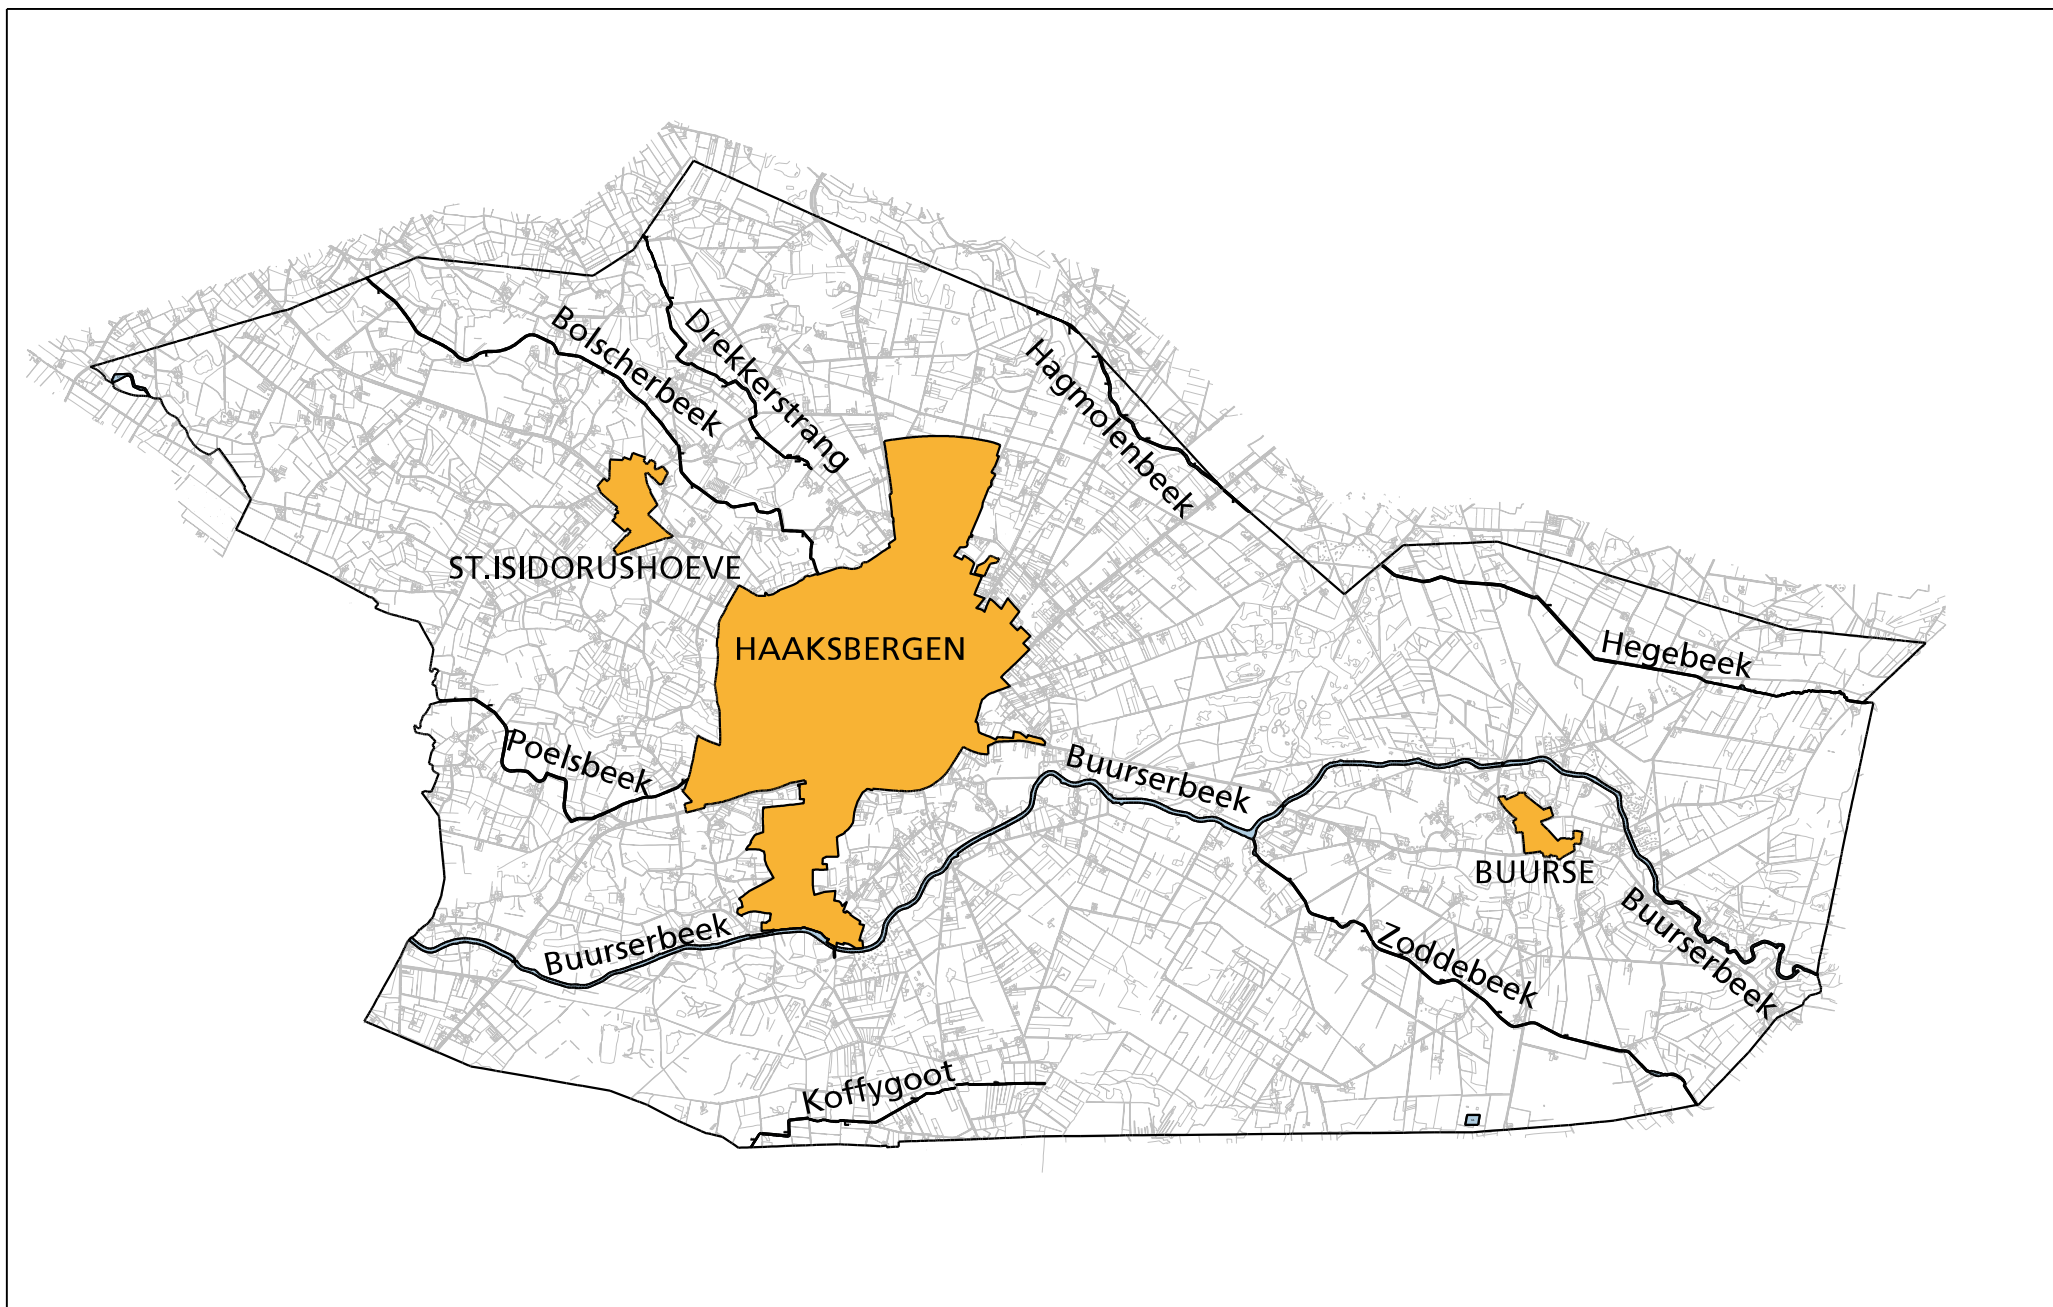 Bolscherbeek
Drekkerstrang
Hagmolenbeek
ST.ISIDORUSHOEVE
HAAKSBERGEN
Hegebeek
Poelsbeek
Buurserbeek
BUURSE
Buurserbeek
Buurserbeek
Zoddebeek
Koffygoot